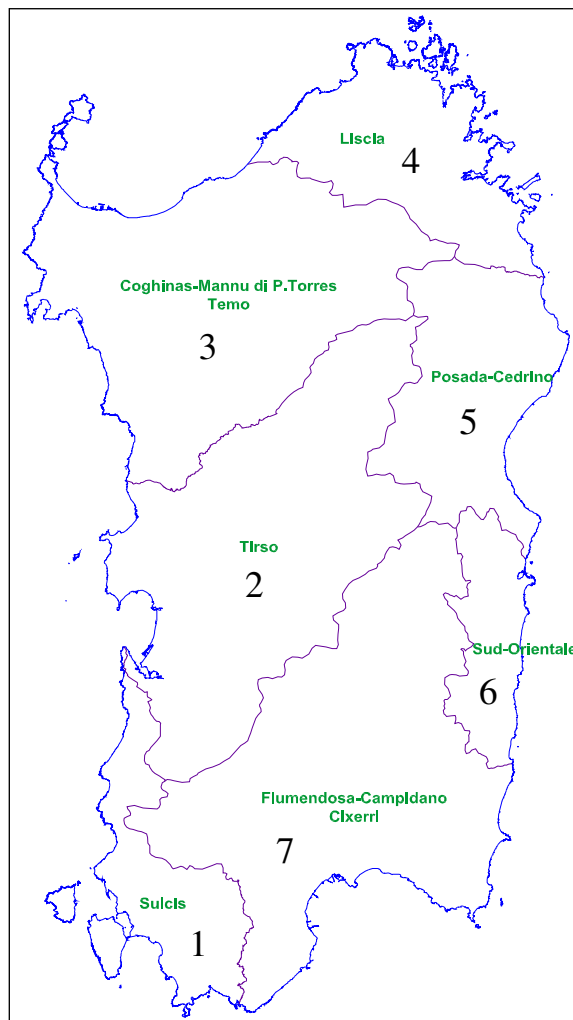 Liscia
4
Coghinas-Mannu di P.Torres
Temo
3
Posada-Cedrino
5
Tirso
2
Sud-Orientale
6
Flumendosa-Campidano
Cixerri
7
Sulcis
1